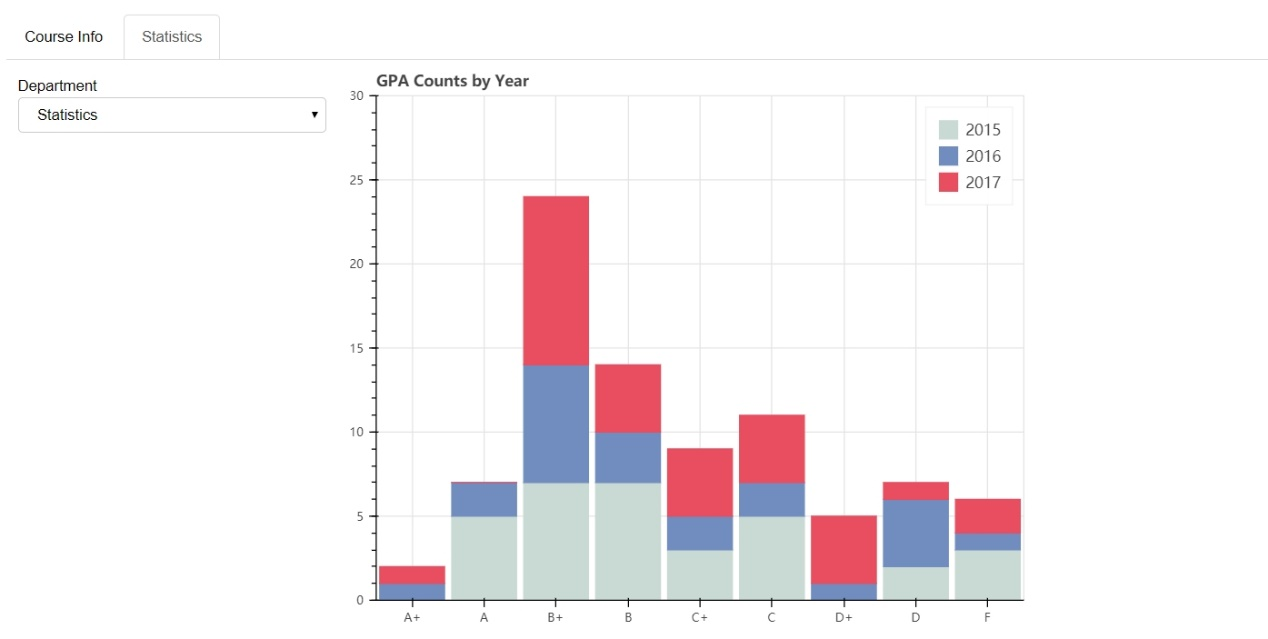 Course Info
Statistics
Department
Statistics
GPA Counts by Year
30
25
20
15
10
5
0
2015
2016
2017
A+ A B+ B C+ C D+ D F